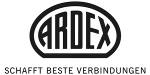 ARDEX
SCHAFFT BESTE VERBINDUNGEN